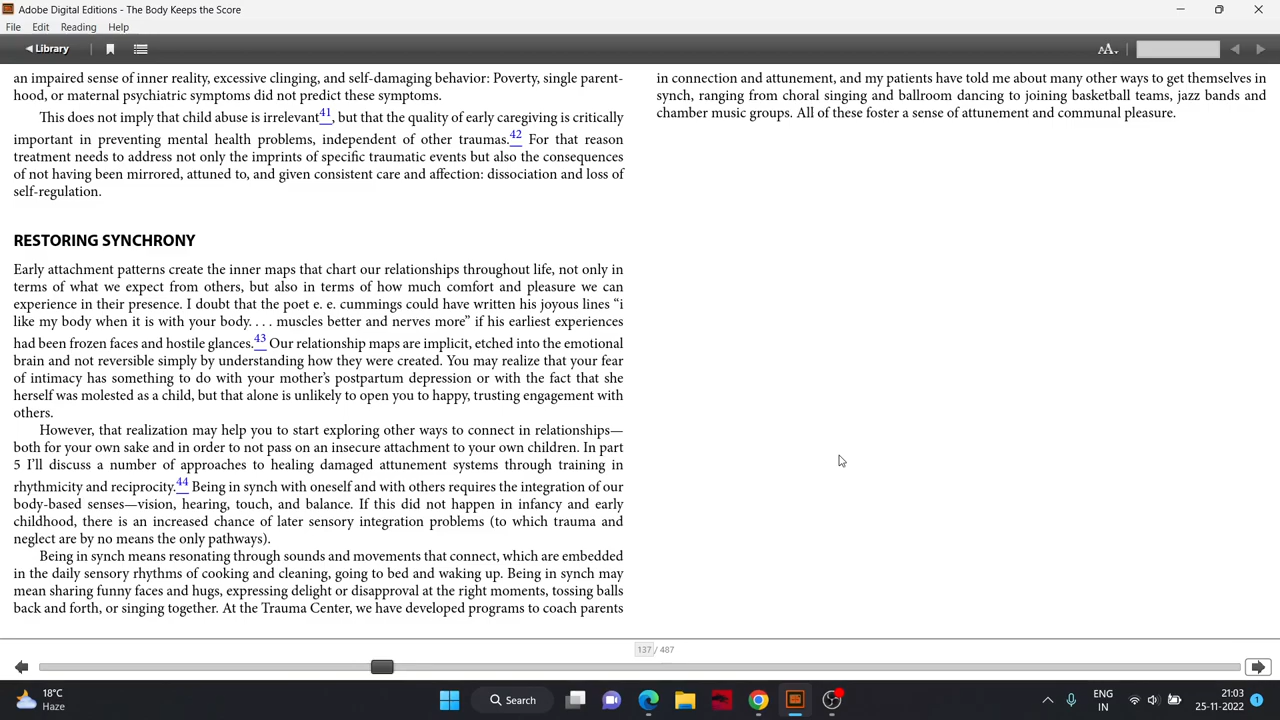 Adobe Digital Editions - The Body Keeps the Score
File Edit Reading Help
Library
AA
an impaired sense of inner reality, excessive clinging, and self-damaging behavior: Poverty, single parent-
hood, or maternal psychiatric symptoms did not predict these symptoms.
This does not imply that child abuse is irrelevant41, but that the quality of early caregiving is critically
important in preventing mental health problems, independent of other traumas.42 For that reason
treatment needs to address not only the imprints of specific traumatic events but also the consequences
of not having been mirrored, attuned to, and given consistent care and affection: dissociation and loss of
self-regulation.
RESTORING SYNCHRONY
Early attachment patterns create the inner maps that chart our relationships throughout life, not only in
terms of what we expect from others, but also in terms of how much comfort and pleasure we can
experience in their presence. I doubt that the poet e. e. cummings could have written his joyous lines “i
like my body when it is with your body. . . . muscles better and nerves more” if his earliest experiences
had been frozen faces and hostile glances.43 Our relationship maps are implicit, etched into the emotional
brain and not reversible simply by understanding how they were created. You may realize that your fear
of intimacy has something to do with your mother’s postpartum depression or with the fact that she
herself was molested as a child, but that alone is unlikely to open you to happy, trusting engagement with
others.
However, that realization may help you to start exploring other ways to connect in relationships—
both for your own sake and in order to not pass on an insecure attachment to your own children. In part
5 I’ll discuss a number of approaches to healing damaged attunement systems through training in
rhythmicity and reciprocity.44 Being in synch with oneself and with others requires the integration of our
body-based senses—vision, hearing, touch, and balance. If this did not happen in infancy and early
childhood, there is an increased chance of later sensory integration problems (to which trauma and
neglect are by no means the only pathways).
Being in synch means resonating through sounds and movements that connect, which are embedded
in the daily sensory rhythms of cooking and cleaning, going to bed and waking up. Being in synch may
mean sharing funny faces and hugs, expressing delight or disapproval at the right moments, tossing balls
back and forth, or singing together. At the Trauma Center, we have developed programs to coach parents
in connection and attunement, and my patients have told me about many other ways to get themselves in
synch, ranging from choral singing and ballroom dancing to joining basketball teams, jazz bands and
chamber music groups. All of these foster a sense of attunement and communal pleasure.
137 / 487
18°C
Haze
Search
ENG
IN
21:03
25-11-2022
1